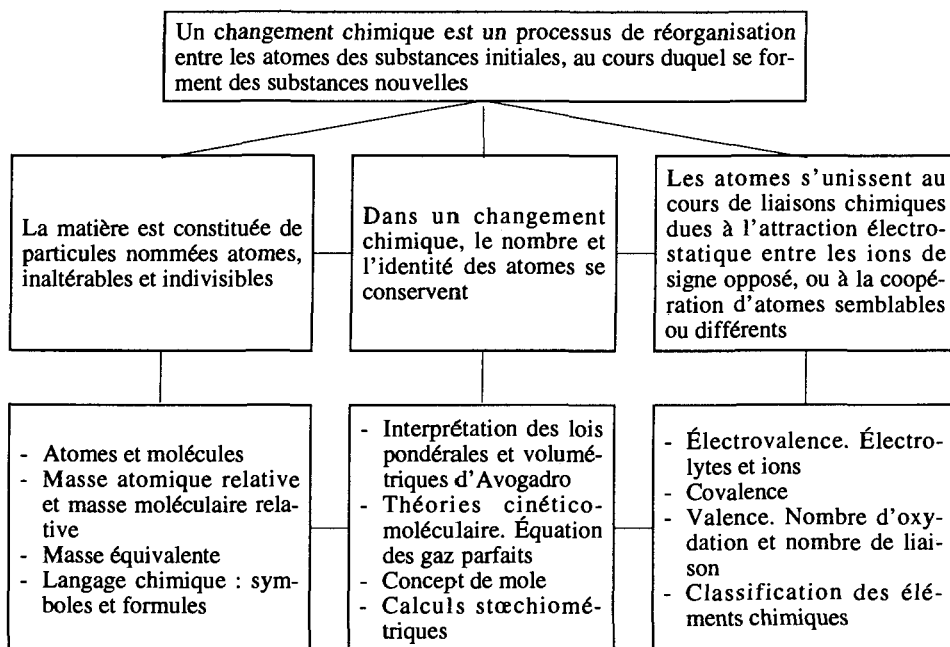 Un changement chimique est un processus de réorganisation
entre les atomes des substances initiales, au cours duquel se for-
ment des substances nouvelles
La matière est constituée de
particules nommées atomes,
inaltérables et indivisibles
Dans un changement
chimique, le nombre et
l'identité des atomes se
conservent
Les atomes s'unissent au
cours de liaisons chimiques
dues à l'attraction électro-
statique entre les ions de
signe opposé, ou à la coopé-
ration d'atomes semblables
ou différents
- Atomes et molécules
- Masse atomique relative
et masse moléculaire rela-
tive
- Masse équivalente
- Langage chimique : sym-
boles et formules
- Interprétation des lois
pondérales et volumé-
triques d'Avogadro
- Théories cinético-
moléculaire. Équation
des gaz parfaits
- Concept de mole
- Calculs stœchiomé-
triques
- Électrovalence. Électro-
lytes et ions
- Covalence
- Valence. Nombre d'oxy-
dation et nombre de liai-
son
- Classification des élé-
ments chimiques